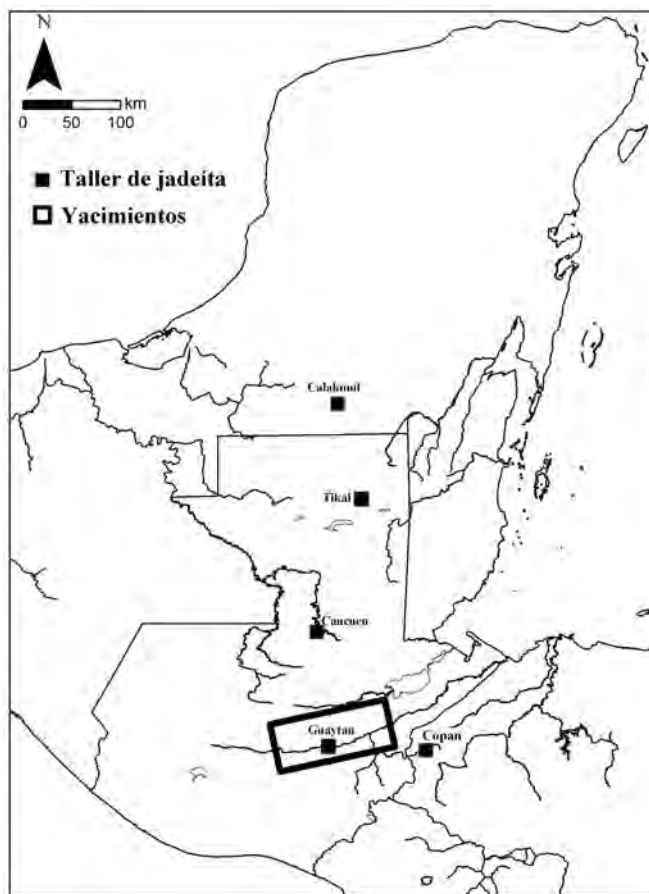 N
km
0 50 100
Taller de jadeíta
Yacimientos
Calakmul
Tikal
Cancuen
Guaytan
Copan